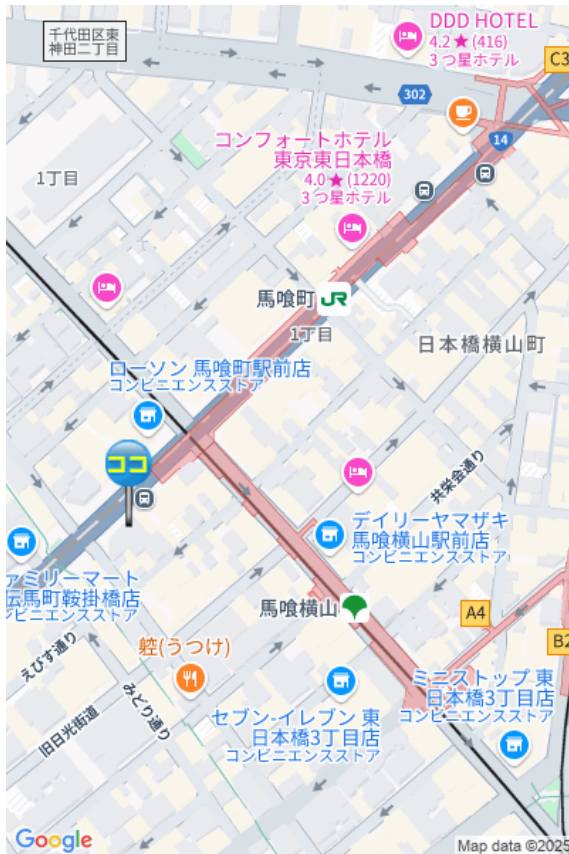 DDD HOTEL
4.2★(416)
3つ星ホテル
千代田区東
神田二丁目
C3
302
14
コンフォートホテル
東京東日本橋
4.0★(1220)
3つ星ホテル
1丁目
馬喰町
JR
1丁目
日本橋横山町
ローソン 馬喰町駅前店
コンビニエンスストア
ココ
共栄会通り
デイリーヤマザキ
馬喰横山駅前店
コンビニエンスストア
ァミリーマート
伝馬町鞍掛橋店
ンビニエンスストア
馬喰横山
A4
B2
えびす通り
躻(うつけ)
みどり通り
旧日光街道
セブン-イレブン 東
日本橋3丁目店
コンビニエンスストア
ミニストップ 東
日本橋3丁目店
コンビニエンスストア
Google
Map data ©2025